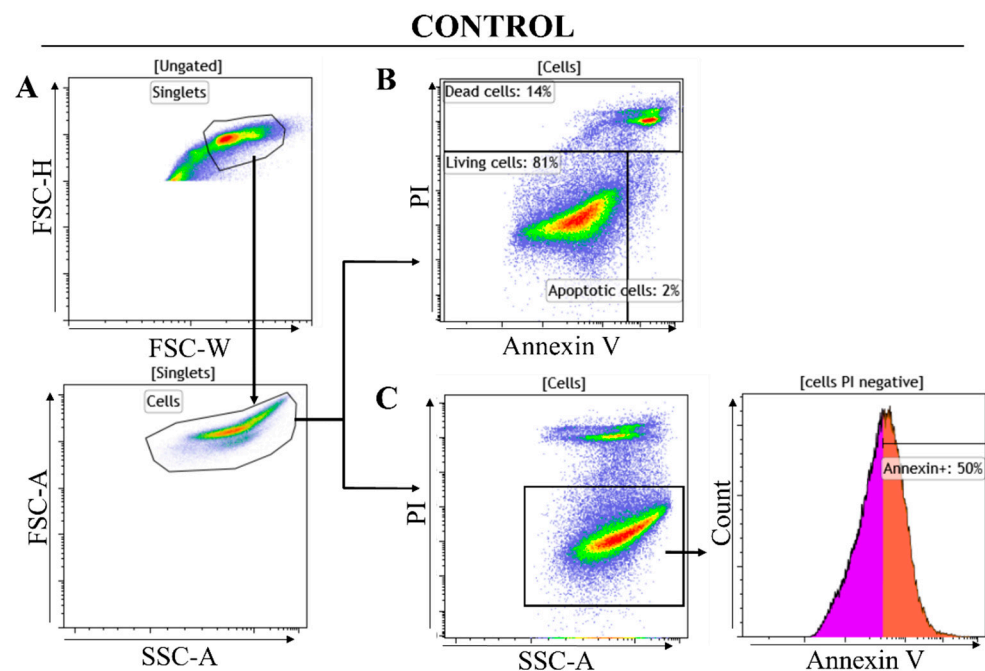 CONTROL
A
[Ungated]
Singlets
FSC-H
FSC-W
[Singlets]
Cells
FSC-A
SSC-A
B
[Cells]
Dead cells: 14%
Living cells: 81%
Apoptotic cells: 2%
PI
Annexin V
C
[Cells]
PI
SSC-A
[cells PI negative]
Annexin+: 50%
Count
Annexin V